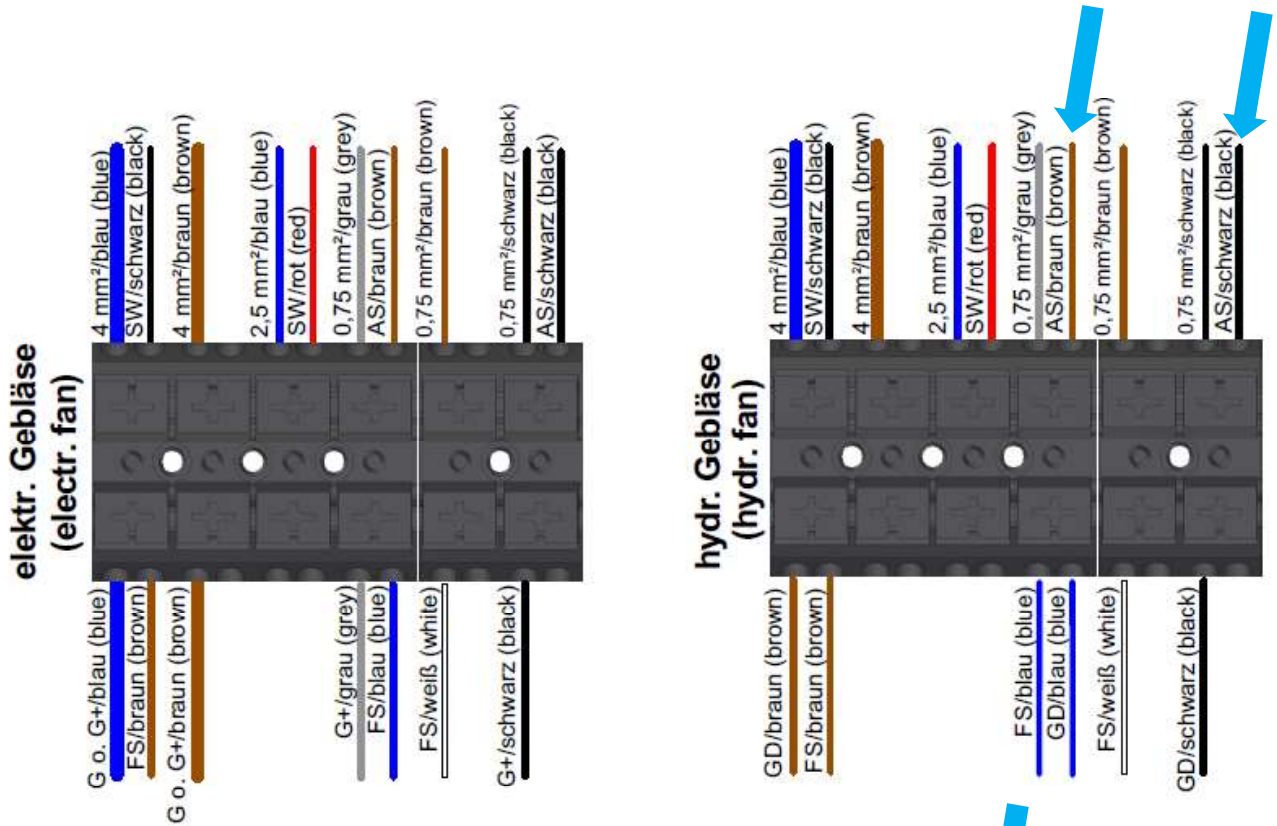 elektr. Gebläse
(electr. fan)
4 mm²/blau (blue)
SW/schwarz (black)
4 mm²/braun (brown)
2,5 mm²/blau (blue)
SW/rot (red)
0,75 mm²/grau (grey)
AS/braun (brown)
0,75 mm²/braun (brown)
0,75 mm²/schwarz (black)
AS/schwarz (black)
G o. G+/blau (blue)
FS/braun (brown)
G o. G+/braun (brown)
G+/grau (grey)
FS/blau (blue)
FS/weiß (white)
G+/schwarz (black)
hydr. Gebläse
(hydr. fan)
4 mm²/blau (blue)
SW/schwarz (black)
4 mm²/braun (brown)
2,5 mm²/blau (blue)
SW/rot (red)
0,75 mm²/grau (grey)
AS/braun (brown)
0,75 mm²/braun (brown)
0,75 mm²/schwarz (black)
AS/schwarz (black)
GD/braun (brown)
FS/braun (brown)
FS/blau (blue)
GD/blau (blue)
FS/weiß (white)
GD/schwarz (black)